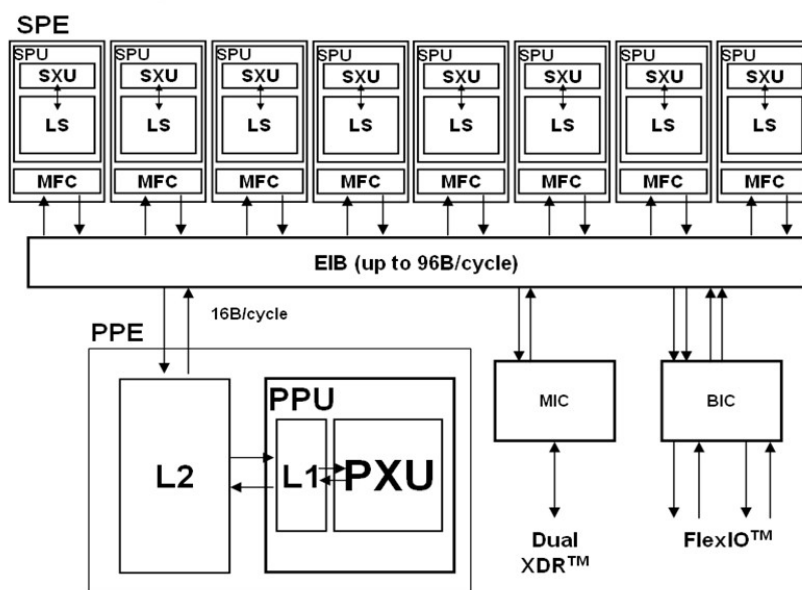 SPE
SPU SPU SPU SPU SPU SPU SPU SPU
SXU SXU SXU SXU SXU SXU SXU SXU
LS LS LS LS LS LS LS LS
MFC MFC MFC MFC MFC MFC MFC MFC
EIB (up to 96B/cycle)
16B/cycle
PPE
PPU
L2
L1
PXU
MIC
BIC
Dual
XDR™
FlexIO™